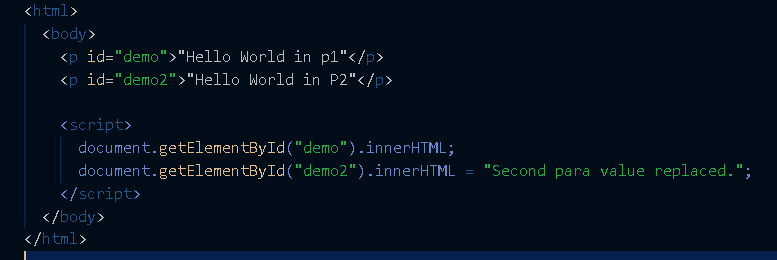 <html>
<body>
<p id="demo">"Hello World in p1"</p>
<p id="demo2">"Hello World in P2"</p>
<script>
document.getElementById("demo").innerHTML;
document.getElementById("demo2").innerHTML = "Second para value replaced.";
</script>
</body>
</html>